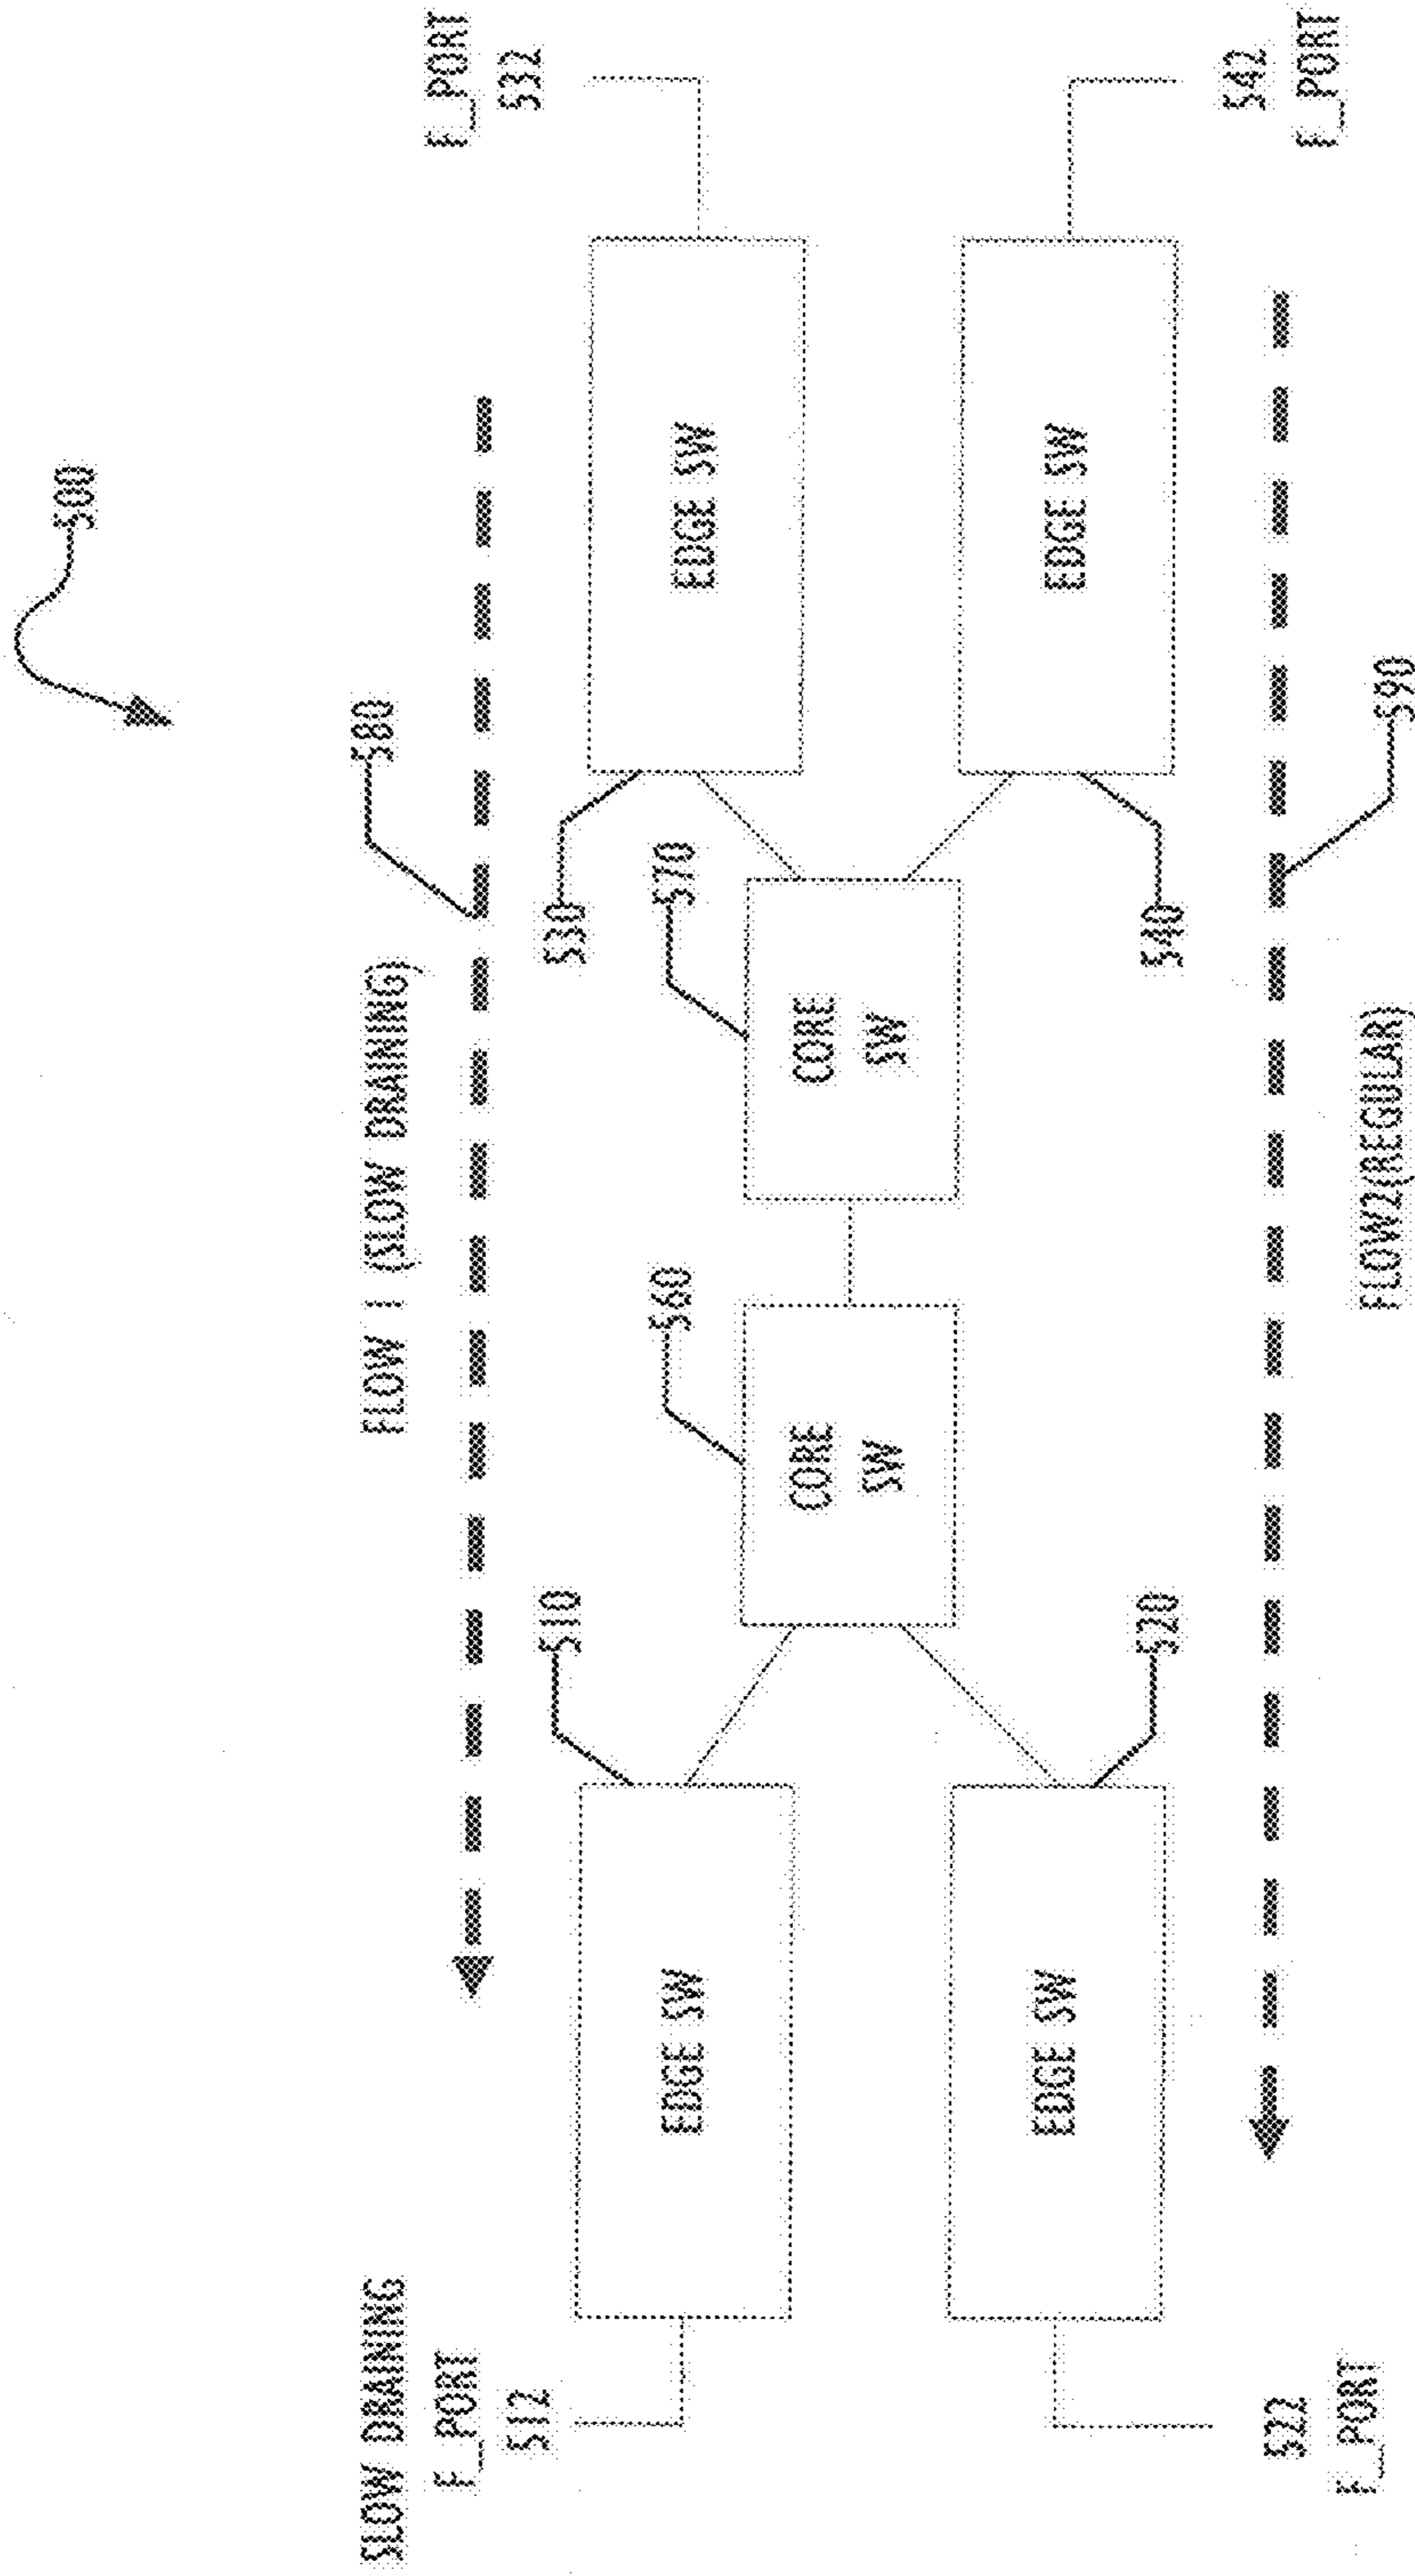 500
580
FLOW 1 (SLOW DRAINING)
SLOW DRAINING
F_PORT
512
F_PORT
532
510
EDGE SW
560
CORE
SW
570
CORE
SW
530
EDGE SW
520
EDGE SW
540
EDGE SW
522
F_PORT
542
F_PORT
590
FLOW2(REGULAR)